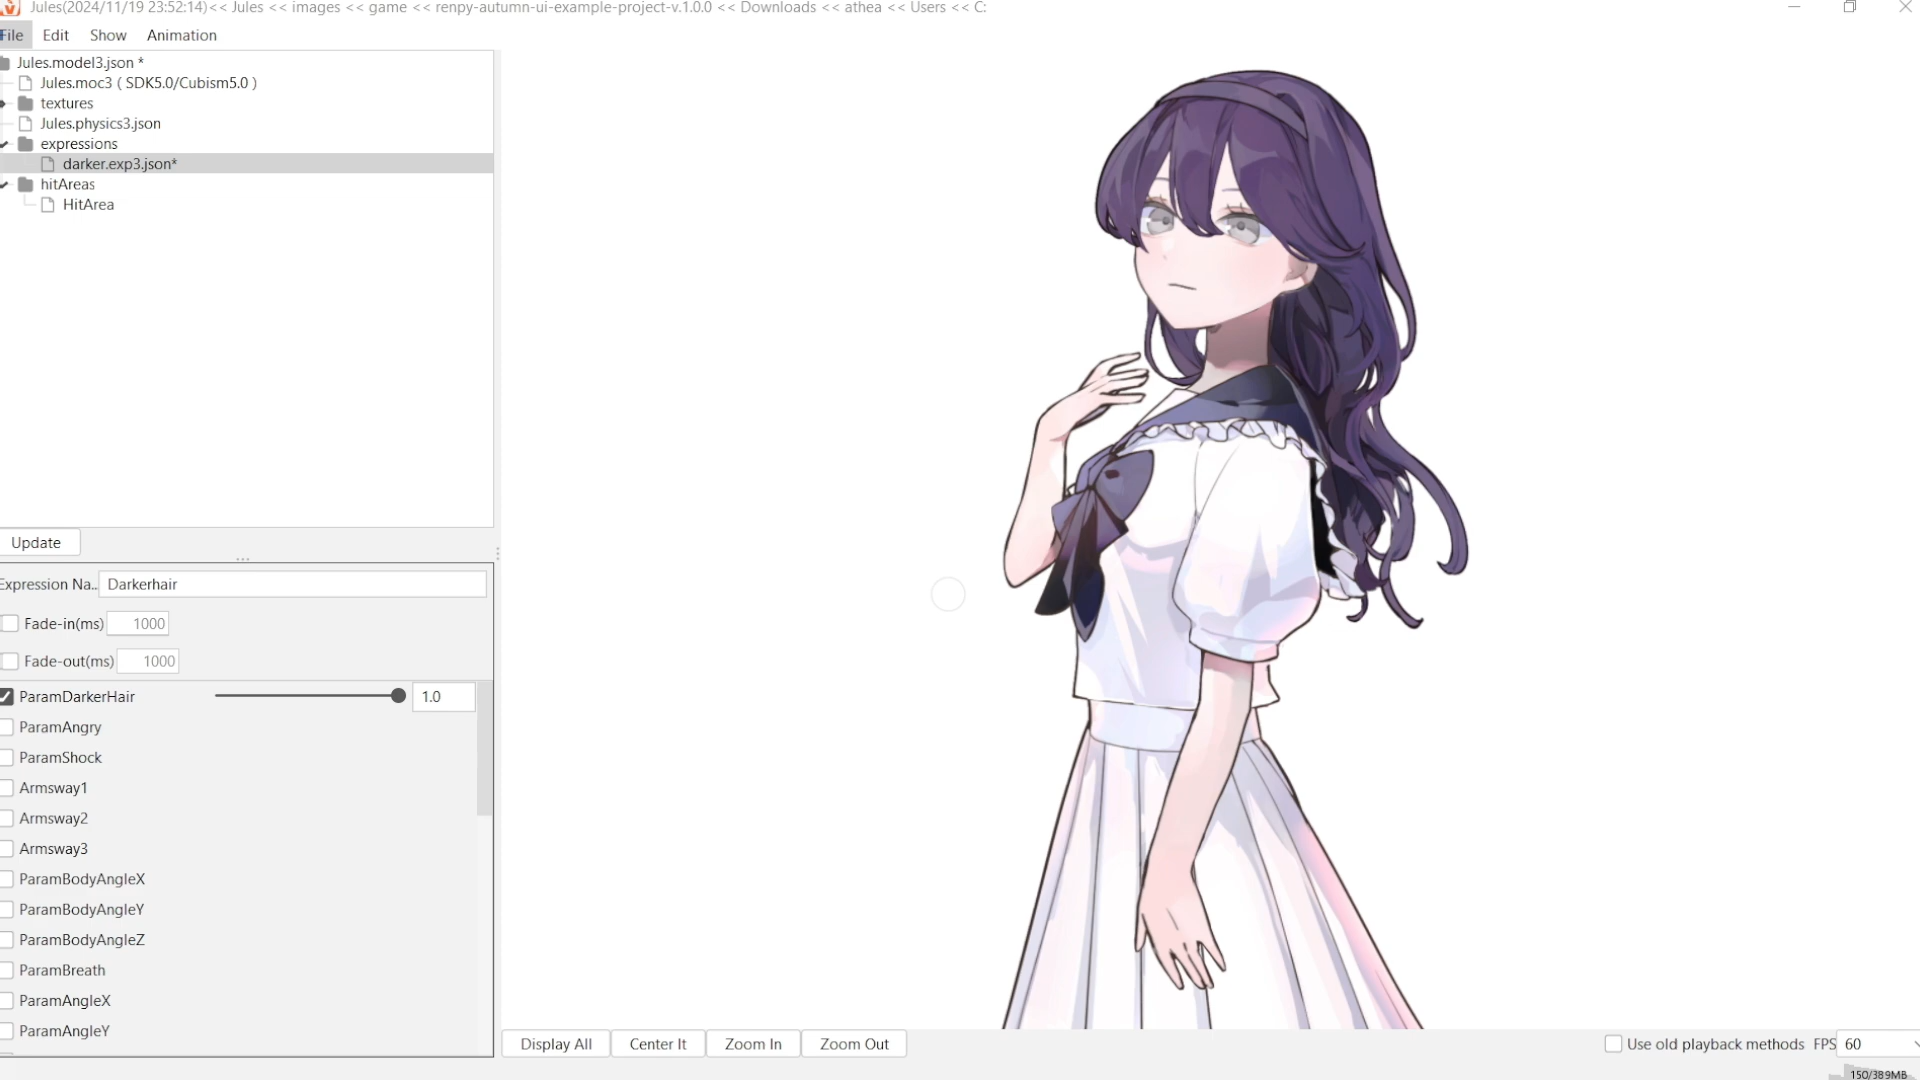 Jules(2024/11/19 23:52:14)<< Jules << images << game << renpy-autumn-ui-example-project-v.1.0.0 << Downloads << athea << Users << C:
File Edit Show Animation
Jules.model3.json *
Jules.moc3 ( SDK5.0/Cubism5.0 )
textures
Jules.physics3.json
expressions
darker.exp3.json*
hitAreas
HitArea
Update
Expression Na.. Darkerhair
Fade-in(ms) 1000
Fade-out(ms) 1000
ParamDarkerHair 1.0
ParamAngry
ParamShock
Armsway1
Armsway2
Armsway3
ParamBodyAngleX
ParamBodyAngleY
ParamBodyAngleZ
ParamBreath
ParamAngleX
ParamAngleY
Display All Center It Zoom In Zoom Out
Use old playback methods FPS 60
150/389MB